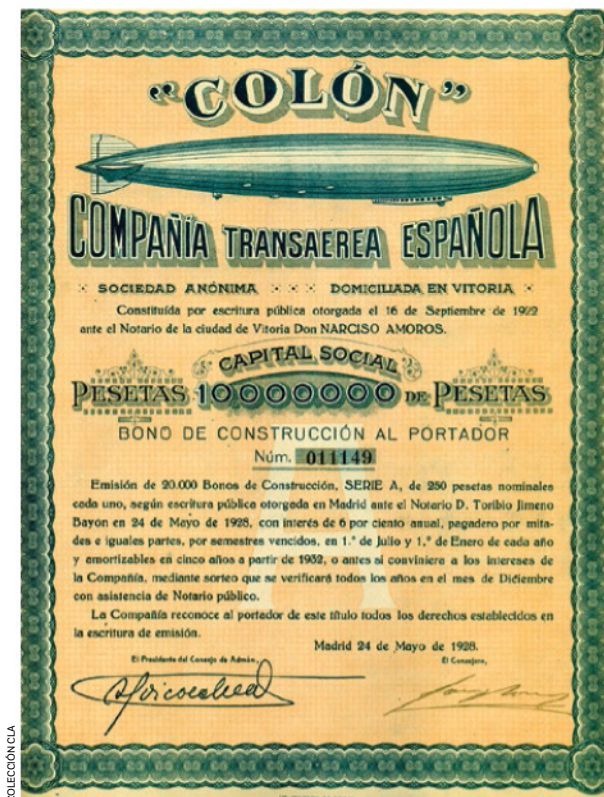 "COLÓN"
COMPAÑÍA TRANSAEREA ESPAÑOLA
SOCIEDAD ANÓNIMA DOMICILIADA EN VITORIA
Constituída por escritura pública otorgada el 16 de Septiembre de 1922
ante el Notario de la ciudad de Vitoria Don NARCISO AMOROS.
CAPITAL SOCIAL
PESETAS 10000000 DE PESETAS
BONO DE CONSTRUCCIÓN AL PORTADOR
Núm. 011149
A
Emisión de 20.000 Bonos de Construcción, SERIE A, de 250 pesetas nominales
cada uno, según escritura pública otorgada en Madrid ante el Notario D. Toribio Jimeno
Bayon en 24 de Mayo de 1928, con interés de 6 por ciento anual, pagadero por mita-
des e iguales partes, por semestres vencidos, en 1.º de Julio y 1.º de Enero de cada año
y amortizables en cinco años a partir de 1932, o antes si conviniera a los intereses de
la Compañía, mediante sorteo que se verificará todos los años en el mes de Diciembre
con asistencia de Notario público.
La Compañía reconoce al portador de este título todos los derechos establecidos en
la escritura de emisión.
Madrid 24 de Mayo de 1928.
El Presidente del Consejo de Admón. El Consejero,
COLECCIÓN CLA